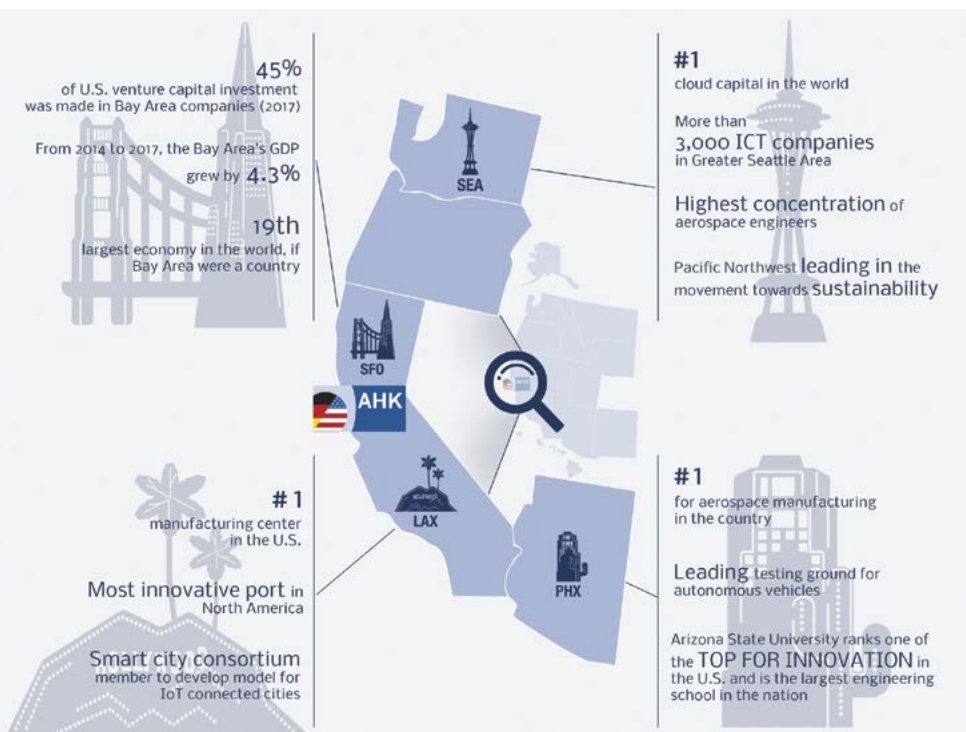 45%
of U.S. venture capital investment
was made in Bay Area companies (2017)
From 2014 to 2017, the Bay Area's GDP
grew by 4.3%
19th
largest economy in the world, if
Bay Area were a country
#1
cloud capital in the world
More than
3,000 ICT companies
in Greater Seattle Area
Highest concentration of
aerospace engineers
Pacific Northwest leading in the
movement towards sustainability
SEA
SFO
AHK
LAX
PHX
# 1
manufacturing center
in the U.S.
Most innovative port in
North America
Smart city consortium
member to develop model for
IoT connected cities
#1
for aerospace manufacturing
in the country
Leading testing ground for
autonomous vehicles
Arizona State University ranks one of
the TOP FOR INNOVATION in
the U.S. and is the largest engineering
school in the nation